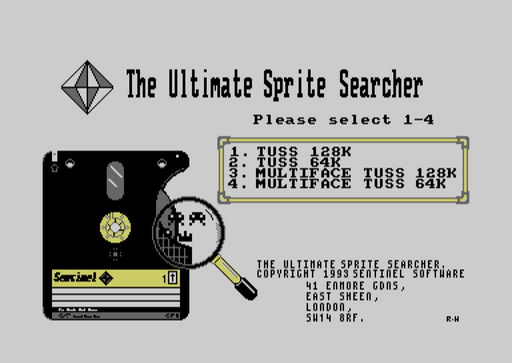 The Ultimate Sprite Searcher
Please select 1-4
1. TUSS 128K
2. TUSS 64K
3. MULTIFACE TUSS 128K
4. MULTIFACE TUSS 64K
Sentinel
1
CF2
THE ULTIMATE SPRITE SEARCHER.
COPYRIGHT 1993 SENTINEL SOFTWARE
41 ENMORE GDNS,
EAST SHEEN,
LONDON,
SW14 8RF.
R.W